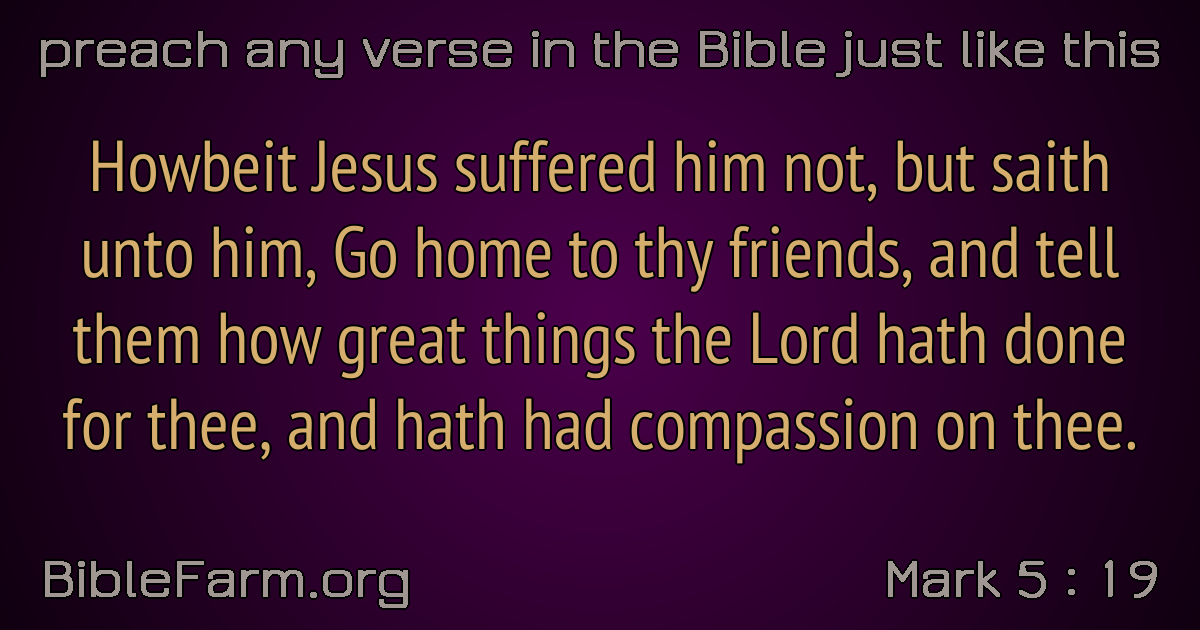 preach any verse in the Bible just like this
Howbeit Jesus suffered him not, but saith
unto him, Go home to thy friends, and tell
them how great things the Lord hath done
for thee, and hath had compassion on thee.
BibleFarm.org
Mark 5 : 19